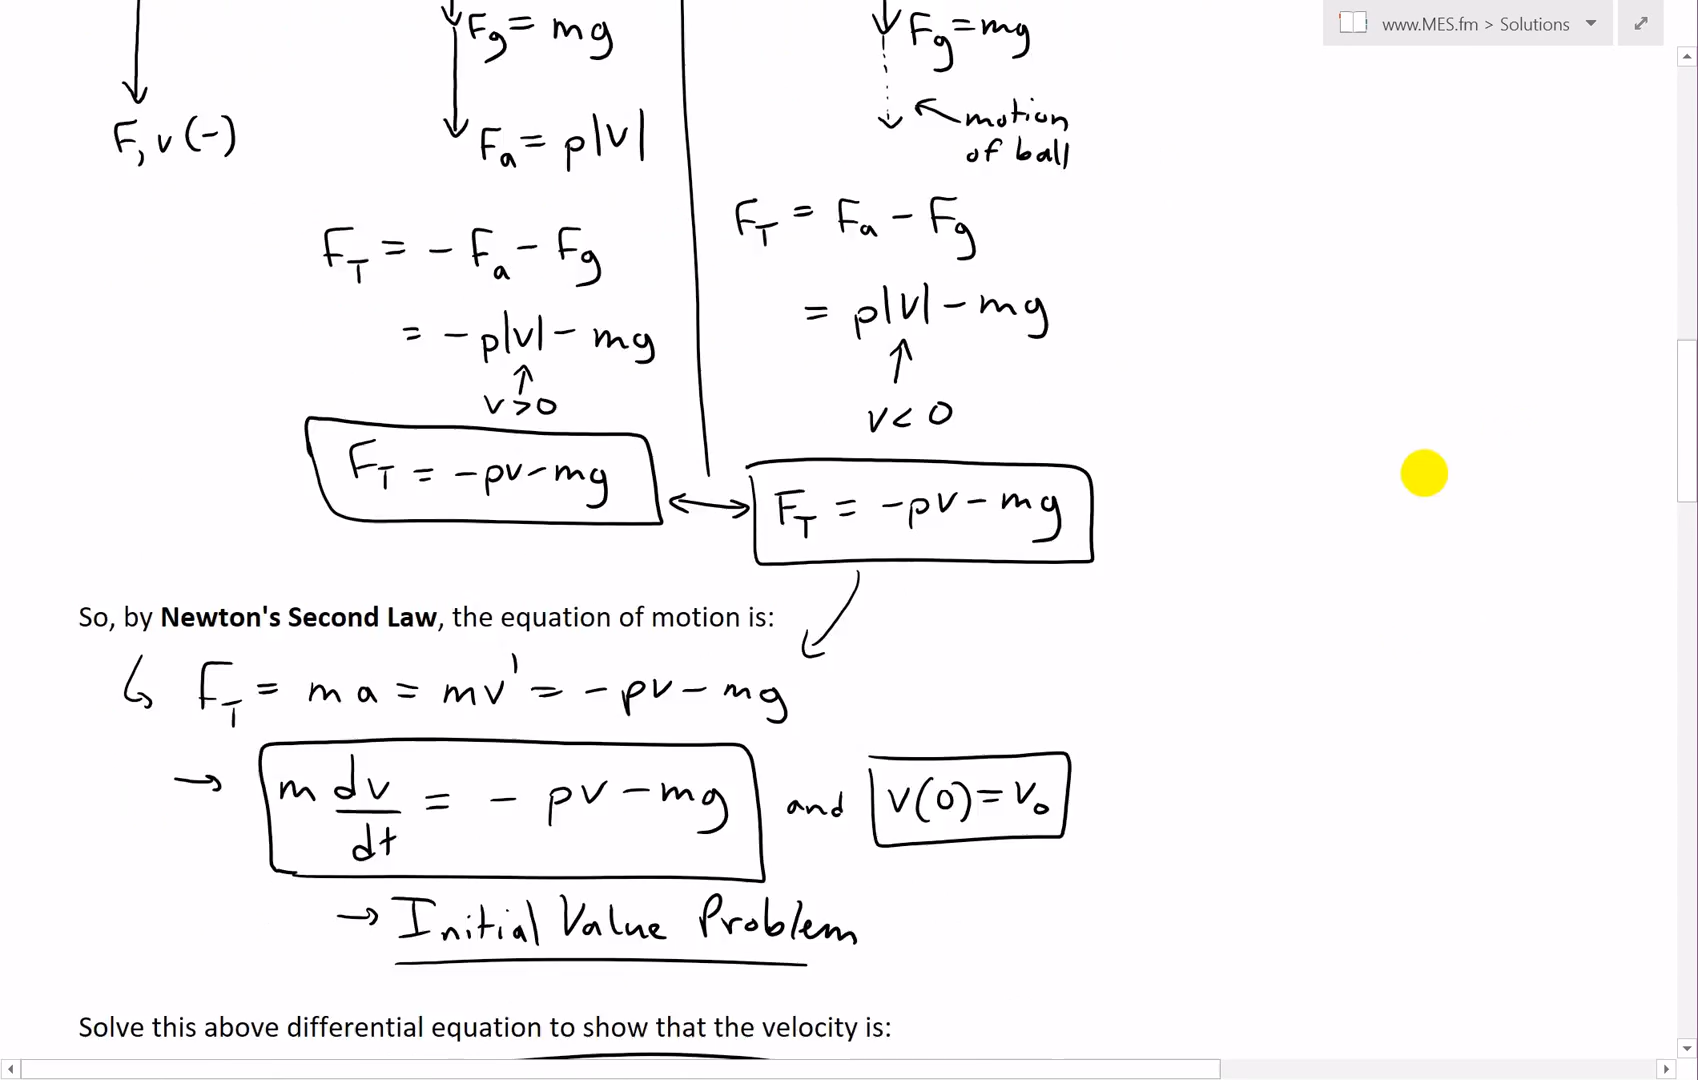 www.MES.fm > Solutions
F, v (-)
Fg = mg
Fa = p|v|
FT = - Fa - Fg
= - p|v| - mg
↑
v > 0
FT = -pv - mg
Fg = mg
← motion
of ball
FT = Fa - Fg
= p|v| - mg
↑
v < 0
↔ FT = -pv - mg
So, by Newton's Second Law, the equation of motion is:
↳ FT = ma = mv' = - pv - mg
→ m dv/dt = - pv - mg and v(0) = v₀
→ Initial Value Problem
Solve this above differential equation to show that the velocity is: